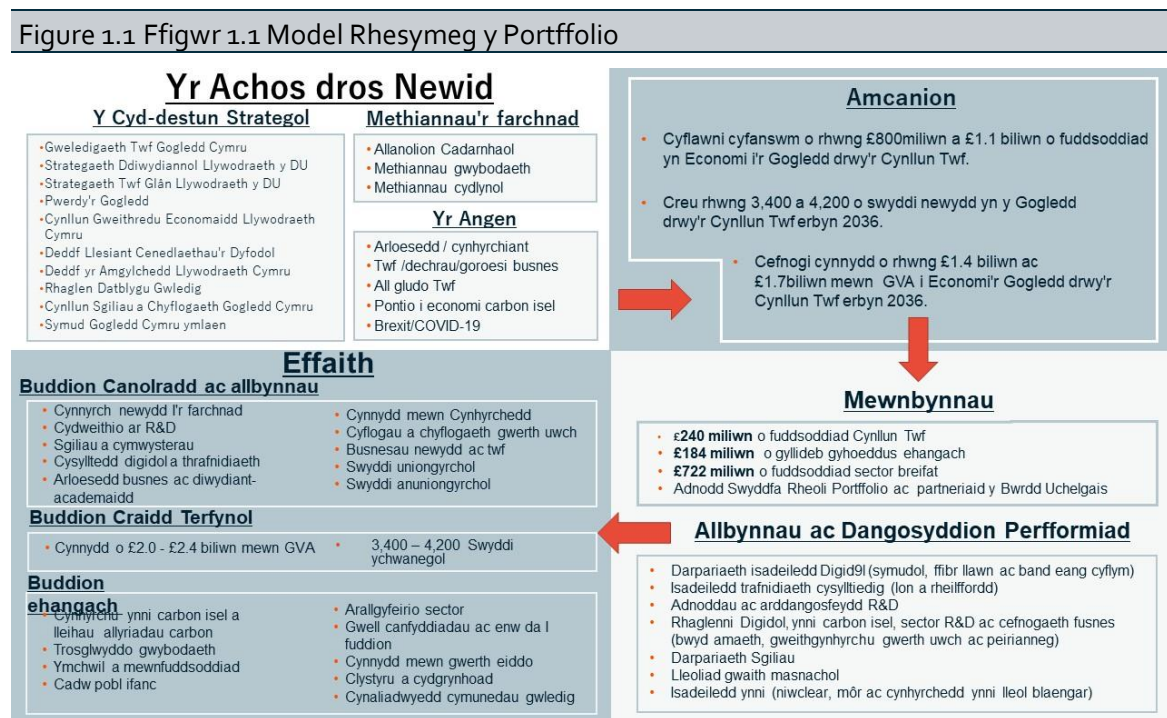 Figure 1.1 Ffigwr 1.1 Model Rhesymeg y Portffolio
Yr Achos dros Newid
Y Cyd-destun Strategol
•Gweledigaeth Twf Gogledd Cymru
•Strategaeth Ddiwydiannol Llywodraeth y DU
•Strategaeth Twf Glân Llywodraeth y DU
•Pwerdy'r Gogledd
•Cynllun Gweithredu Economaidd Llywodraeth
Cymru
•Deddf Llesiant Cenedlaethau'r Dyfodol
•Deddf yr Amgylchedd Llywodraeth Cymru
•Rhaglen Datblygu Gwledig
•Cynllun Sgiliau a Chyflogaeth Gogledd Cymru
•Symud Gogledd Cymru ymlaen
Methiannau'r farchnad
• Allanolion Cadarnhaol
• Methiannau gwybodaeth
• Methiannau cydlynol
Yr Angen
• Arloesedd / cynhyrchiant
• Twf /dechrau/goroesi busnes
• All gludo Twf
• Pontio i economi carbon isel
• Brexit/COVID-19
Amcanion
• Cyflawni cyfanswm o rhwng £800miliwn a £1.1 biliwn o fuddsoddiad
yn Economi i'r Gogledd drwy'r Cynllun Twf.
• Creu rhwng 3,400 a 4,200 o swyddi newydd yn y Gogledd
drwy'r Cynllun Twf erbyn 2036.
• Cefnogi cynnydd o rhwng £1.4 biliwn ac
£1.7biliwn mewn GVA i Economi'r Gogledd drwy'r
Cynllun Twf erbyn 2036.
Mewnbynnau
• £240 miliwn o fuddsoddiad Cynllun Twf
• £184 miliwn o gyllideb gyhoeddus ehangach
• £722 miliwn o fuddsoddiad sector breifat
• Adnodd Swyddfa Rheoli Portffolio ac partneriaid y Bwrdd Uchelgais
Allbynnau ac Dangosyddion Perfformiad
• Darpariaeth isadeiledd Digid9l (symudol, ffibr llawn ac band eang cyflym)
• Isadeiledd trafnidiaeth cysylltiedig (lon a rheilffordd)
• Adnoddau ac arddangosfeydd R&D
• Rhaglenni Digidol, ynni carbon isel, sector R&D ac cefnogaeth fusnes
(bwyd amaeth, gweithgynhyrchu gwerth uwch ac peirianneg)
• Darpariaeth Sgiliau
• Lleoliad gwaith masnachol
• Isadeiledd ynni (niwclear, môr ac cynhyrchedd ynni lleol blaengar)
Effaith
Buddion Canolradd ac allbynnau
• Cynnyrch newydd I'r farchnad
• Cydweithio ar R&D
• Sgiliau a cymwysterau
• Cysylltedd digidol a thrafnidiaeth
• Arloesedd busnes ac diwydiant-
academaidd
• Cynnydd mewn Cynhyrchedd
• Cyflogau a chyflogaeth gwerth uwch
• Busnesau newydd ac twf
• Swyddi uniongyrchol
• Swyddi anuniongyrchol
Buddion Craidd Terfynol
• Cynnydd o £2.0 - £2.4 biliwn mewn GVA
• 3,400 – 4,200 Swyddi
ychwanegol
Buddion
ehangach
• Cynhyrchu ynni carbon isel a
lleihau allyriadau carbon
• Trosglwyddo gwybodaeth
• Ymchwil a mewnfuddsoddiad
• Cadw pobl ifanc
• Arallgyfeirio sector
• Gwell canfyddiadau ac enw da I
fuddion
• Cynnydd mewn gwerth eiddo
• Clystyru a cydgrynhoad
• Cynaliadwyedd cymunedau gwledig